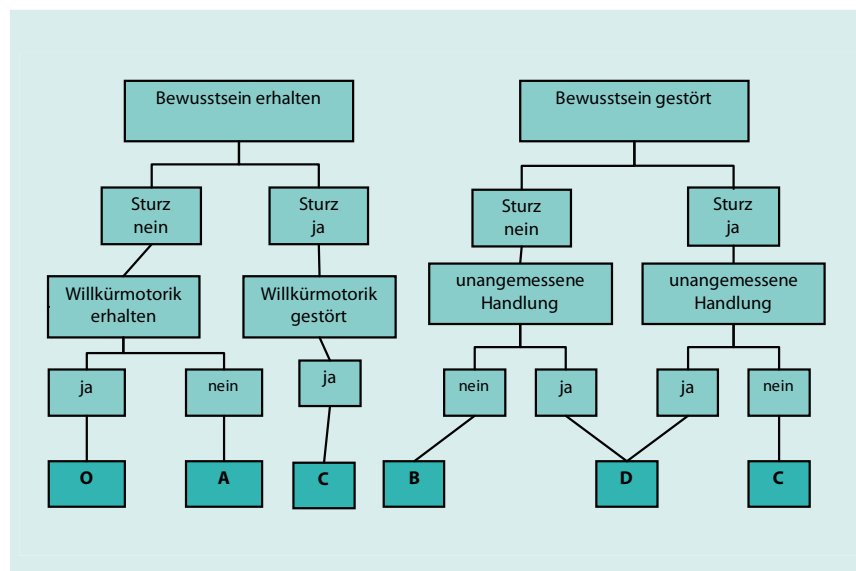 Bewusstsein erhalten
Bewusstsein gestört
Sturz
nein
Sturz
ja
Sturz
nein
Sturz
ja
Willkürmotorik
erhalten
Willkürmotorik
gestört
unangemessene
Handlung
unangemessene
Handlung
ja
nein
ja
nein
ja
ja
nein
O
A
C
B
D
C